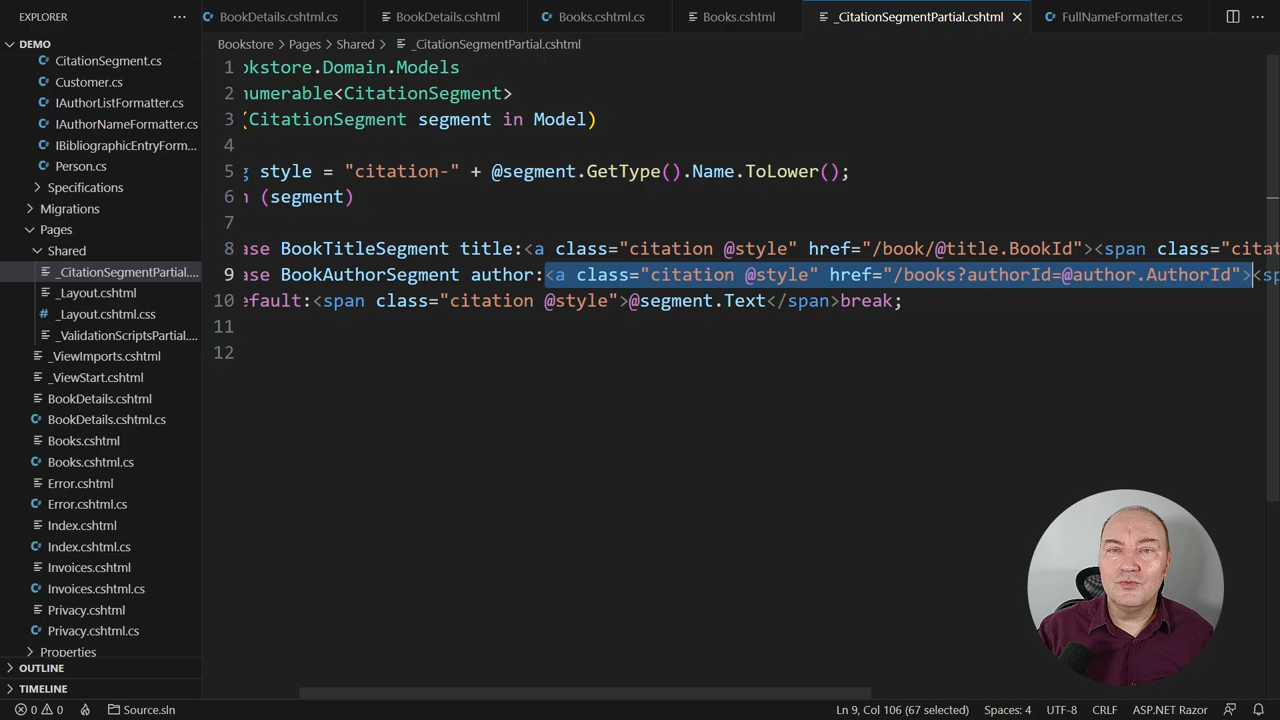 EXPLORER
BookDetails.cshtml.cs
BookDetails.cshtml
Books.cshtml.cs
Books.cshtml
_CitationSegmentPartial.cshtml
FullNameFormatter.cs
DEMO
CitationSegment.cs
Customer.cs
IAuthorListFormatter.cs
IAuthorNameFormatter.cs
IBibliographicEntryForm...
Person.cs
Specifications
Migrations
Pages
Shared
_CitationSegmentPartial....
_Layout.cshtml
_Layout.cshtml.css
_ValidationScriptsPartial....
_ViewImports.cshtml
_ViewStart.cshtml
BookDetails.cshtml
BookDetails.cshtml.cs
Books.cshtml
Books.cshtml.cs
Error.cshtml
Error.cshtml.cs
Index.cshtml
Index.cshtml.cs
Invoices.cshtml
Invoices.cshtml.cs
Privacy.cshtml
Privacy.cshtml.cs
Properties
OUTLINE
TIMELINE
Bookstore > Pages > Shared > _CitationSegmentPartial.cshtml
1 okstore.Domain.Models
2 numerable<CitationSegment>
3 (CitationSegment segment in Model)
4
5 g style = "citation-" + @segment.GetType().Name.ToLower();
6 h (segment)
7
8 ase BookTitleSegment title:<a class="citation @style" href="/book/@title.BookId"><span class="citat
9 ase BookAuthorSegment author:<a class="citation @style" href="/books?authorId=@author.AuthorId"><sp
10 efault:<span class="citation @style">@segment.Text</span>break;
11
12
0 0 Source.sln
Ln 9, Col 106 (67 selected) Spaces: 4 UTF-8 CRLF ASP.NET Razor